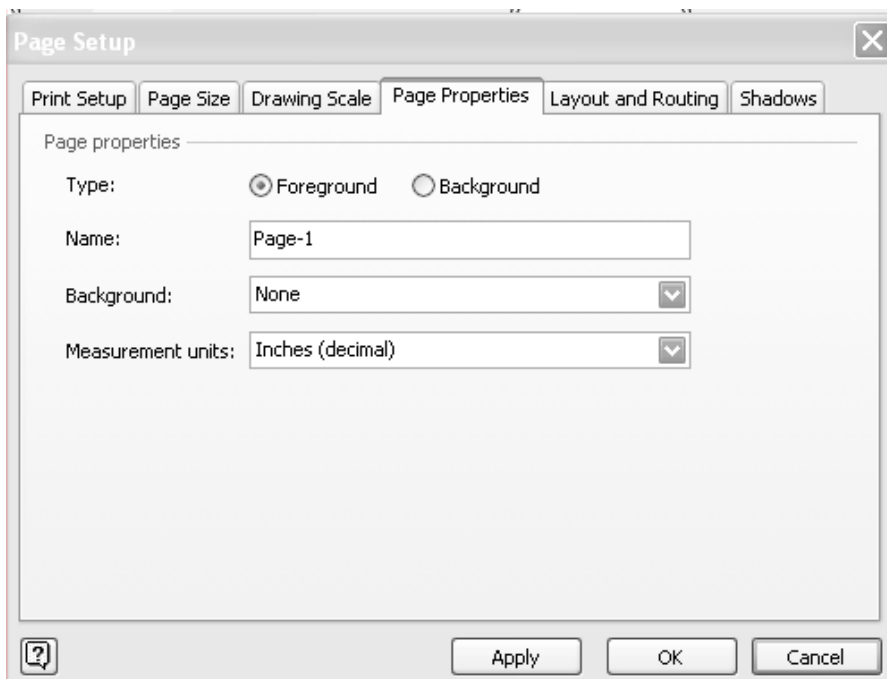 Page Setup
Print Setup Page Size Drawing Scale Page Properties Layout and Routing Shadows
Page properties
Type: Foreground Background
Name: Page-1
Background: None
Measurement units: Inches (decimal)
? Apply OK Cancel